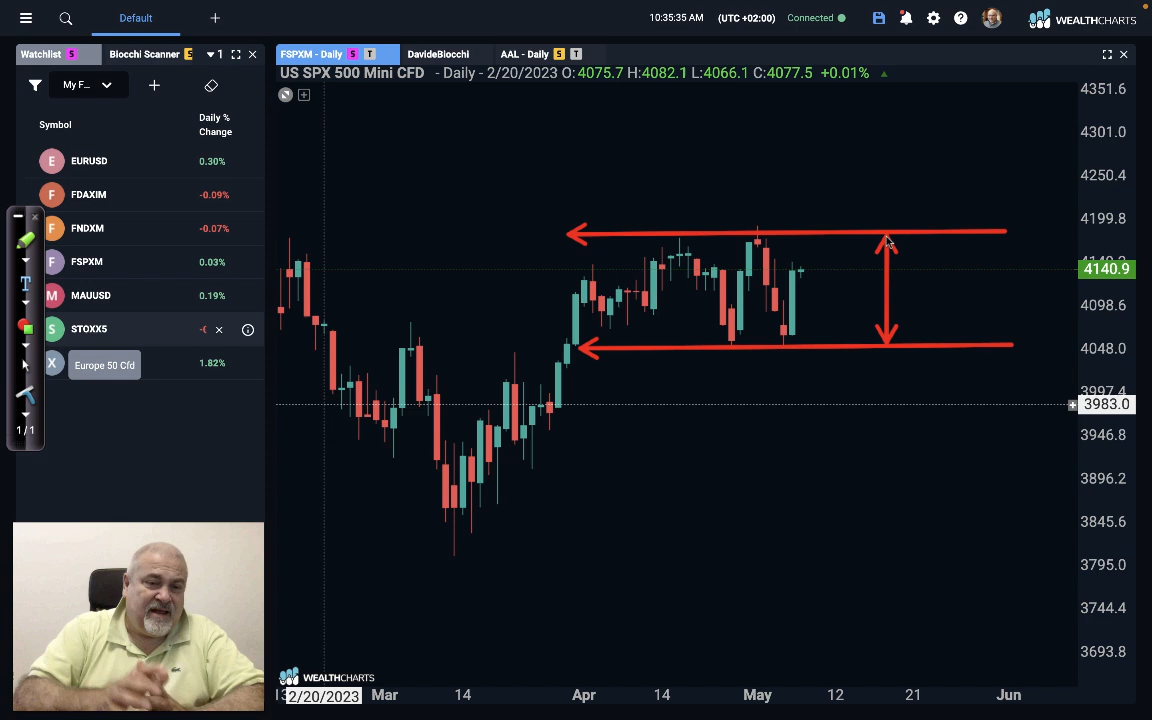 Default
+
10:35:35 AM (UTC +02:00) Connected
WEALTHCHARTS
Watchlist S Biocchi Scanner S 1
FSPXM - Daily S T DavideBiocchi AAL - Daily S T
US SPX 500 Mini CFD - Daily - 2/20/2023 O:4075.7 H:4082.1 L:4066.1 C:4077.5 +0.01%
My F...
Symbol Daily % Change
E EURUSD 0.30%
F FDAXIM -0.09%
F FNDXM -0.07%
F FSPXM 0.03%
M MAUUSD 0.19%
S STOXX5
X Europe 50 Cfd 1.82%
T
1 / 1
4351.6
4301.0
4250.4
4199.8
4140.9
4098.6
4048.0
3997.4
3983.0
3946.8
3896.2
3845.6
3795.0
3744.4
3693.8
WEALTHCHARTS
2/20/2023 Mar 14 Apr 14 May 12 21 Jun